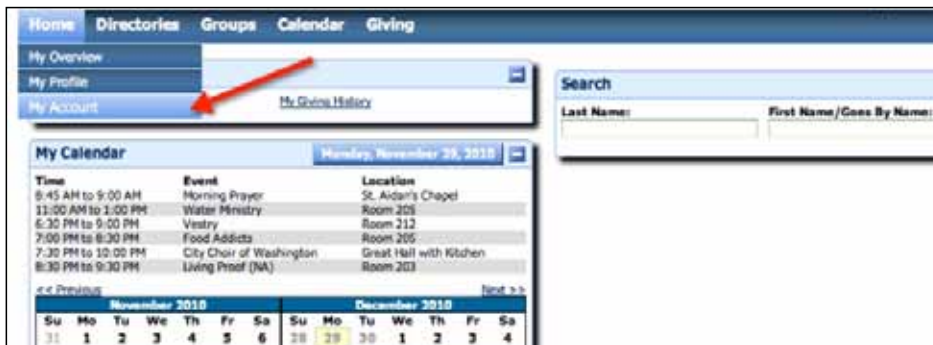 Home Directories Groups Calendar Giving
My Overview
My Profile
My Account
My Giving History
Search
Last Name: First Name/Goes By Name:
My Calendar Monday, November 29, 2010
Time Event Location
8:45 AM to 9:00 AM Morning Prayer St. Aidan's Chapel
11:00 AM to 1:00 PM Water Ministry Room 205
6:30 PM to 9:00 PM Vestry Room 212
7:00 PM to 8:30 PM Food Addicts Room 205
7:30 PM to 10:00 PM City Choir of Washington Great Hall with Kitchen
8:30 PM to 9:30 PM Living Proof (NA) Room 203
<< Previous Next >>
November 2010 December 2010
Su Mo Tu We Th Fr Sa Su Mo Tu We Th Fr Sa
31 1 2 3 4 5 6 28 29 30 1 2 3 4